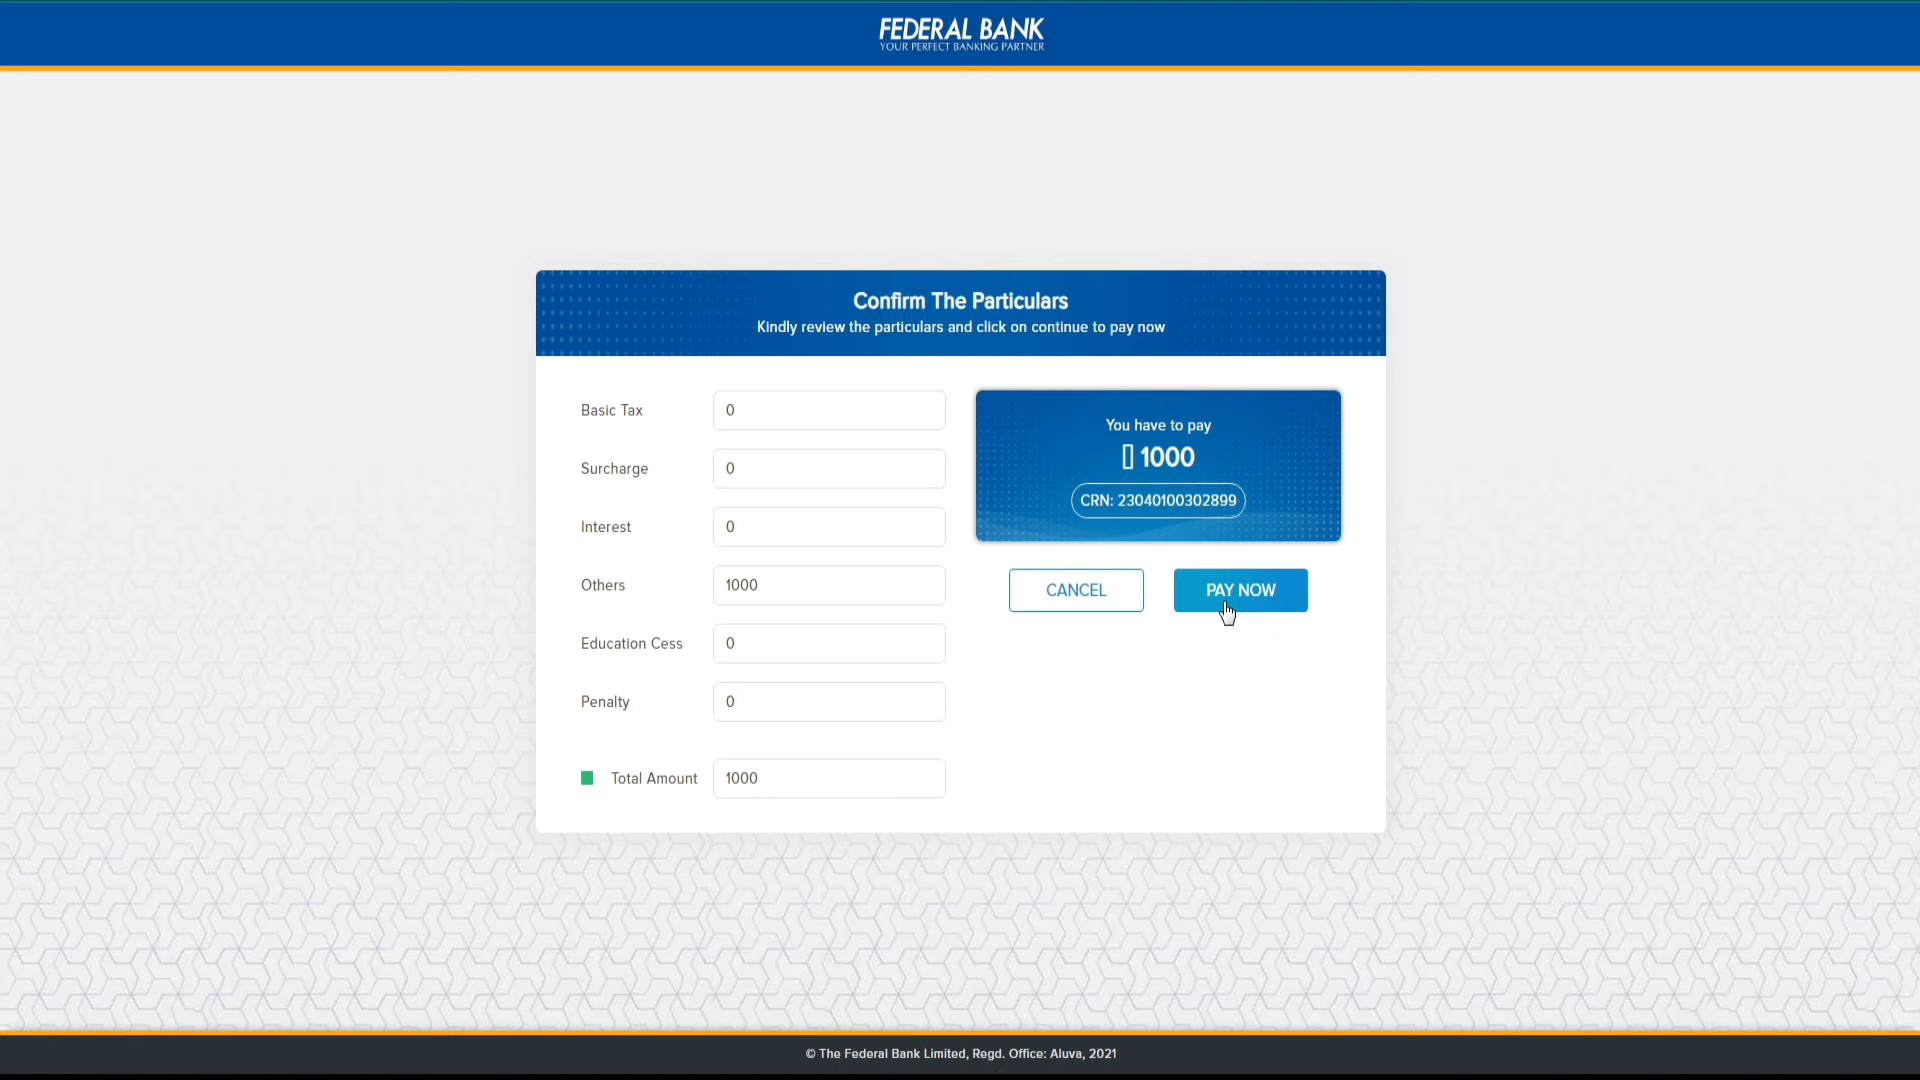 FEDERAL BANK
YOUR PERFECT BANKING PARTNER
Confirm The Particulars
Kindly review the particulars and click on continue to pay now
Basic Tax 0
Surcharge 0
Interest 0
Others 1000
Education Cess 0
Penalty 0
Total Amount 1000
You have to pay
1000
CRN: 23040100302899
CANCEL PAY NOW
© The Federal Bank Limited, Regd. Office: Aluva, 2021